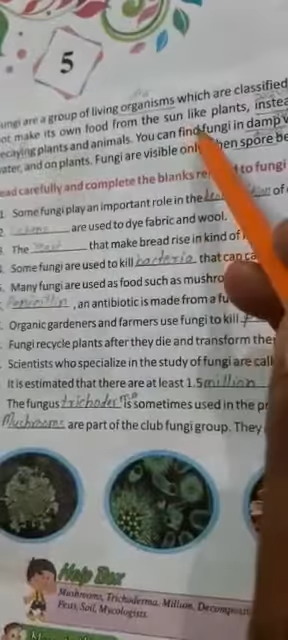 5
ungi are a group of living organisms which are classified
ot make its own food from the sun like plants, instea
ecaying plants and animals. You can find fungi in damp
ater, and on plants. Fungi are visible only hen spore be
ead carefully and complete the blanks re to fungi
1 Some fungi play an important role in the of
are used to dye fabric and wool.
The that make bread rise in kind of
Some fungi are used to kill bacteria that can ca
Many fungi are used as food such as mushro
Penicillin, an antibiotic is made from a fu
Organic gardeners and farmers use fungi to kill
Fungi recycle plants after they die and transform the
Scientists who specialize in the study of fungi are call
It is estimated that there are at least 1.5 million
The fungus trichoderma is sometimes used in the pr
Mushrooms are part of the club fungi group. They
Help Box
Mushrooms, Trichoderma, Million, Decompos
Pests, Soil, Mycologists